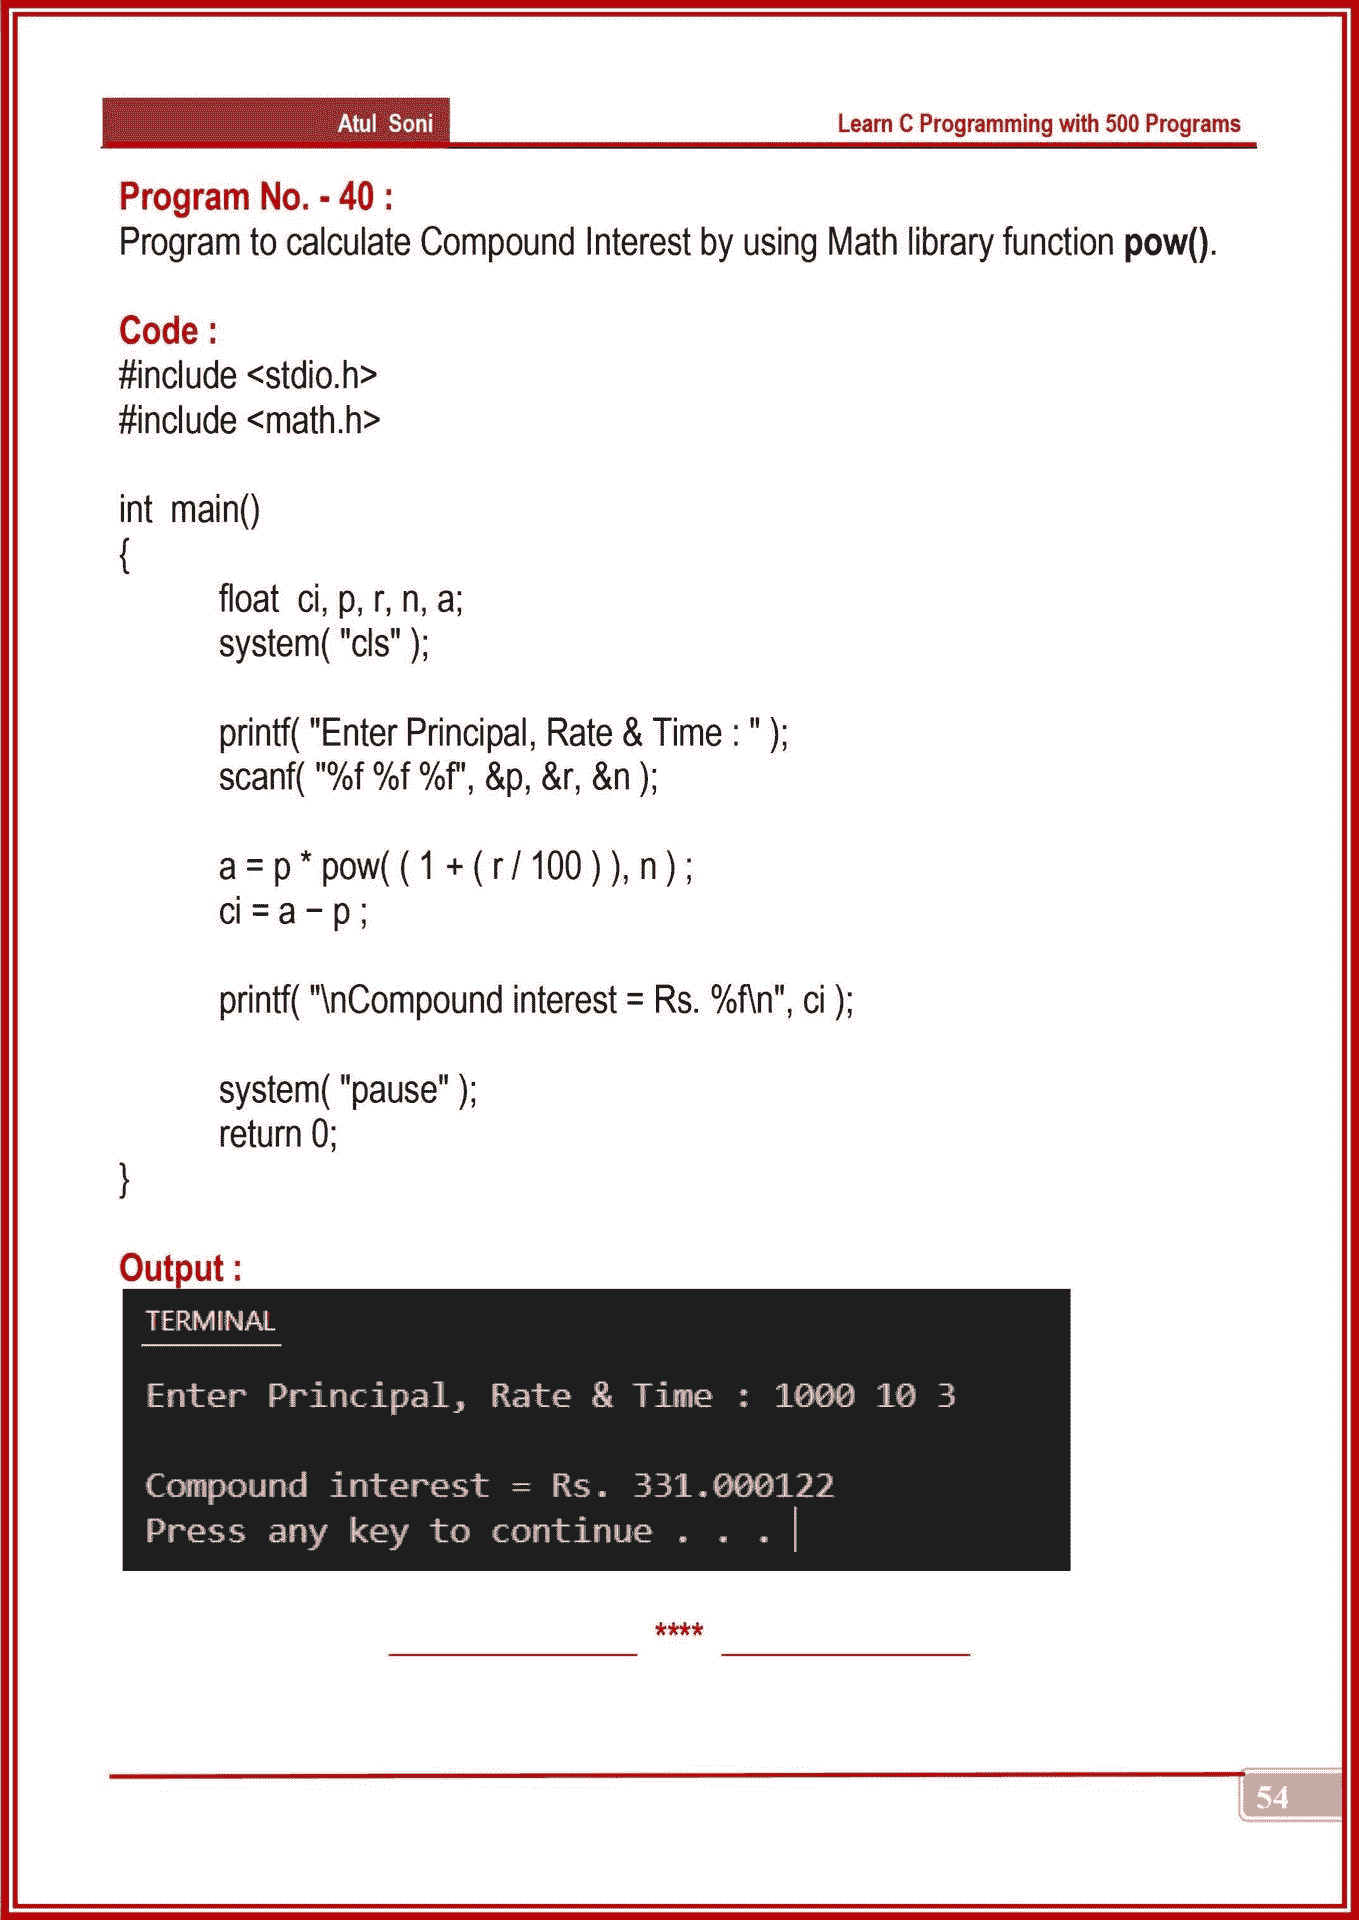 Atul  Soni
Learn C Programming with 500 Programs
Program No. - 40 :
Program to calculate Compound Interest by using Math library function pow().
Code :
#include <stdio.h>
#include <math.h>
int  main()
{
float  ci, p, r, n, a;
system( "cls" );
printf( "Enter Principal, Rate & Time : " );
scanf( "%f %f %f", &p, &r, &n );
a = p * pow( ( 1 + ( r / 100 ) ), n ) ;
ci = a − p ;
printf( "\nCompound interest = Rs. %f\n", ci );
system( "pause" );
return 0;
}
Output :
TERMINAL
Enter Principal, Rate & Time : 1000 10 3
Compound interest = Rs. 331.000122
Press any key to continue . . .
****
54